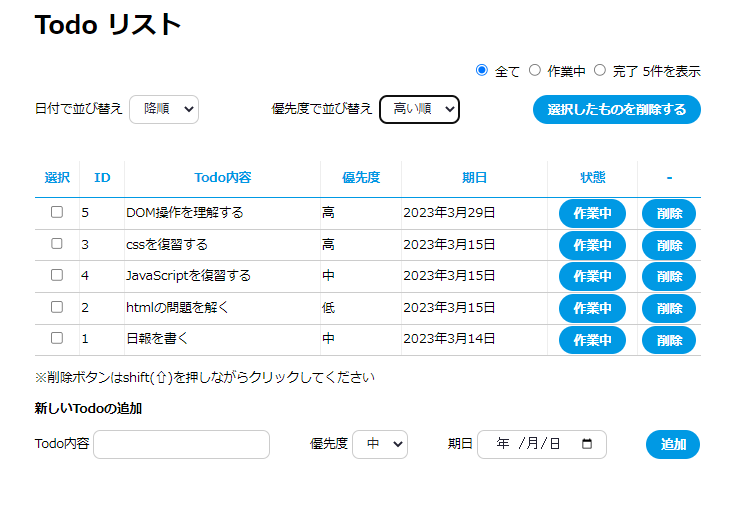 Todo リスト
全て 作業中 完了 5件を表示
日付で並び替え 降順 優先度で並び替え 高い順 選択したものを削除する
選択 ID Todo内容 優先度 期日 状態 -
5 DOM操作を理解する 高 2023年3月29日 作業中 削除
3 cssを復習する 高 2023年3月15日 作業中 削除
4 JavaScriptを復習する 中 2023年3月15日 作業中 削除
2 htmlの問題を解く 低 2023年3月15日 作業中 削除
1 日報を書く 中 2023年3月14日 作業中 削除
※削除ボタンはshift(⇧)を押しながらクリックしてください
新しいTodoの追加
Todo内容 優先度 中 期日 年 /月/日 追加